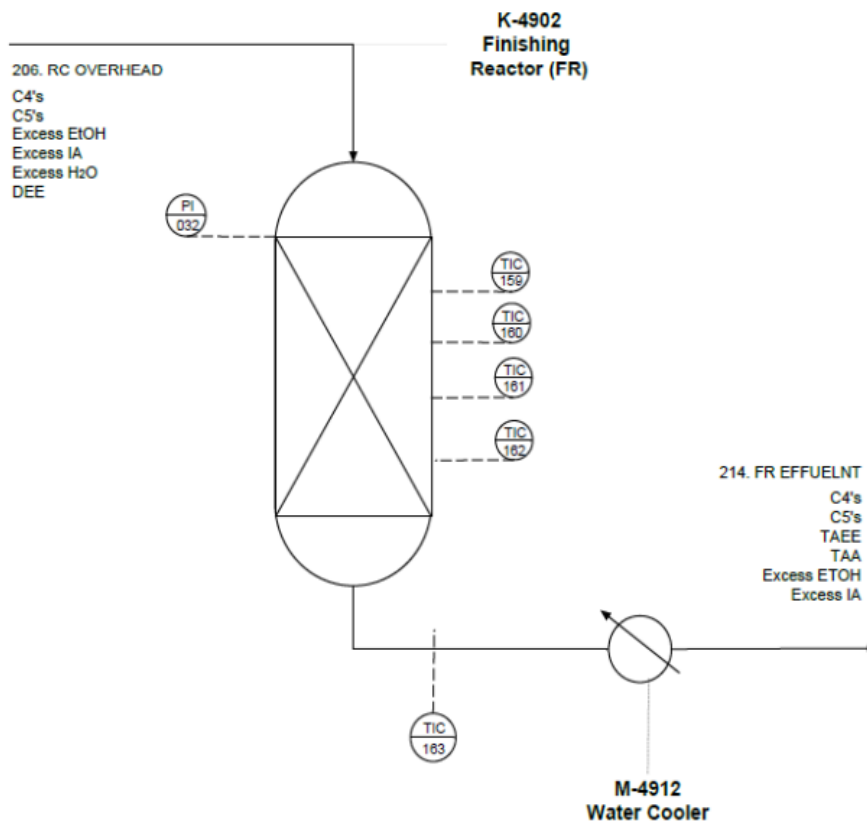 K-4902
Finishing
Reactor (FR)
206. RC OVERHEAD
C4's
C5's
Excess EtOH
Excess IA
Excess H2O
DEE
PI
032
TIC
159
TIC
160
TIC
161
TIC
162
214. FR EFFUELNT
C4's
C5's
TAEE
TAA
Excess ETOH
Excess IA
TIC
163
M-4912
Water Cooler